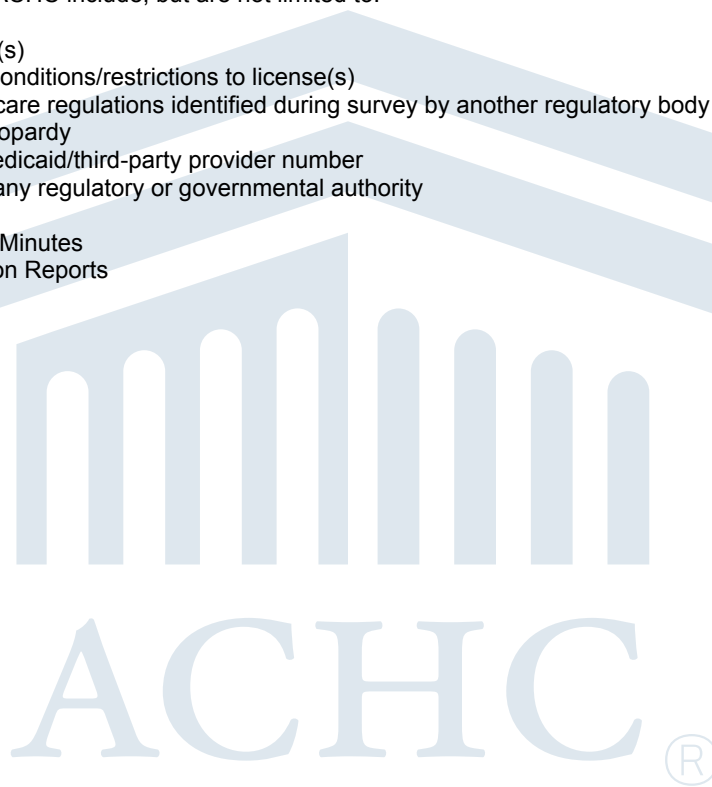 ACHC include, but are not limited to:
(s)
onditions/restrictions to license(s)
care regulations identified during survey by another regulatory body
opardy
edicaid/third-party provider number
any regulatory or governmental authority
Minutes
on Reports
ACHC
®